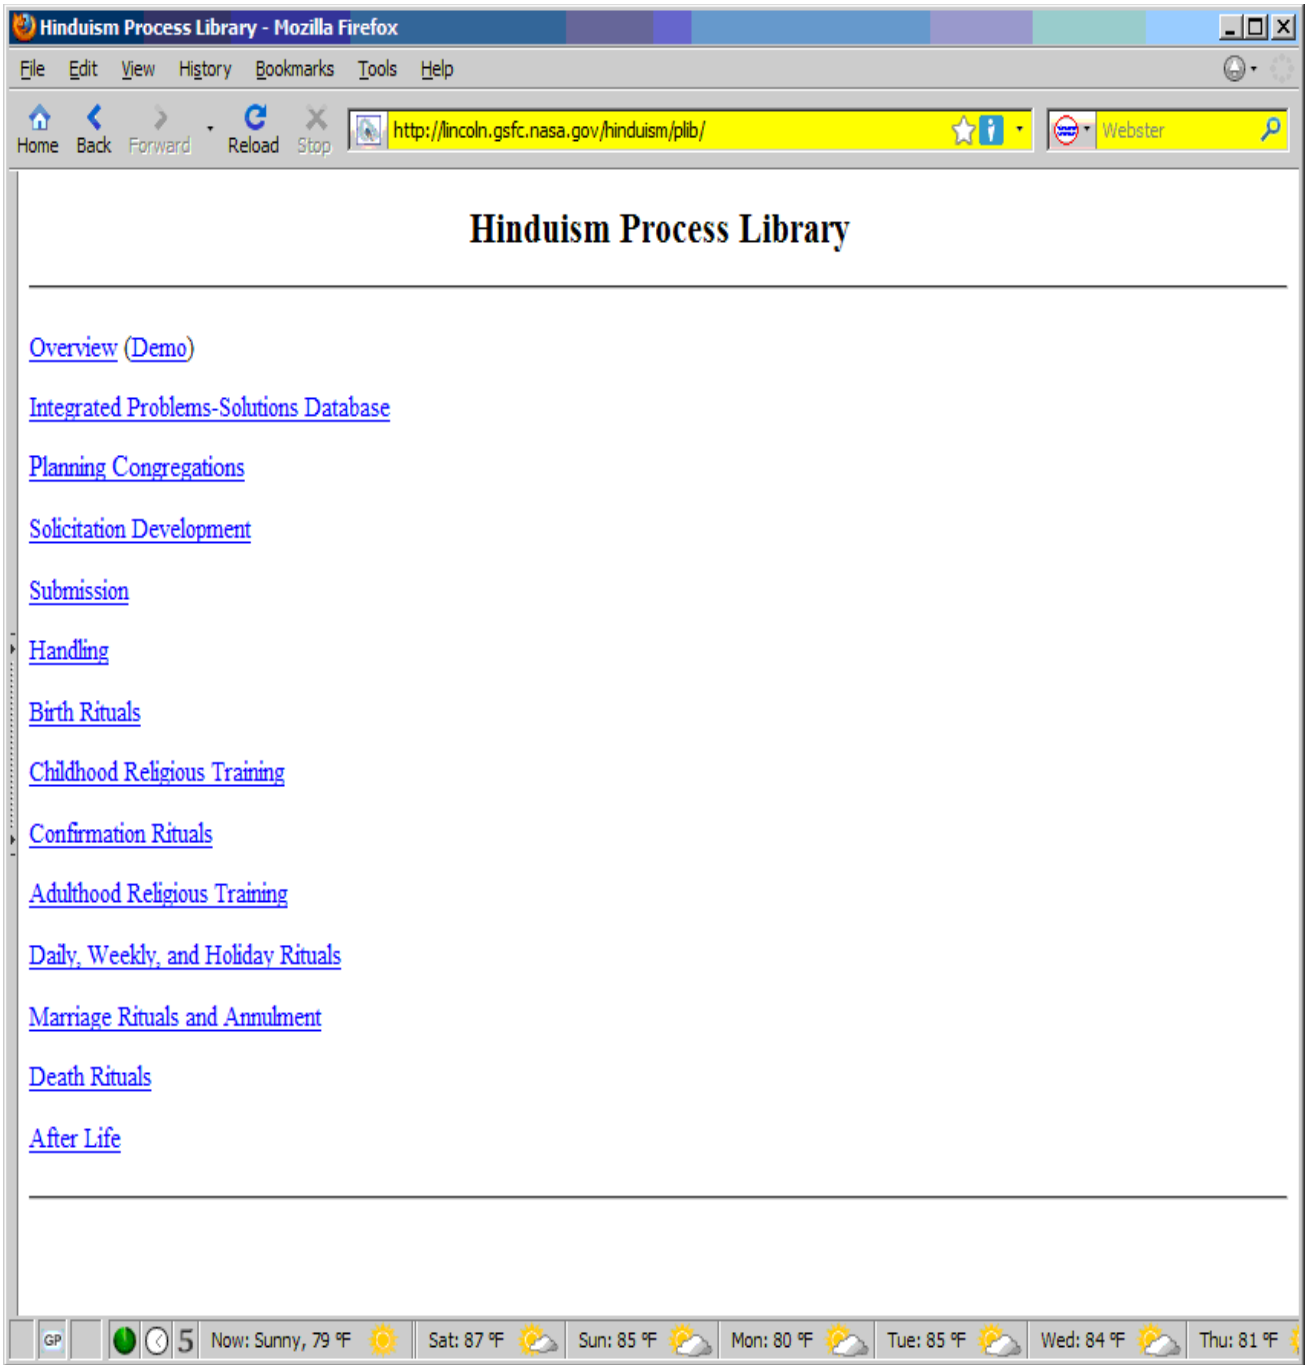 Hinduism Process Library - Mozilla Firefox
File Edit View History Bookmarks Tools Help
Home Back Forward Reload Stop http://lincoln.gsfc.nasa.gov/hinduism/plib/ Webster
Hinduism Process Library
Overview (Demo)
Integrated Problems-Solutions Database
Planning Congregations
Solicitation Development
Submission
Handling
Birth Rituals
Childhood Religious Training
Confirmation Rituals
Adulthood Religious Training
Daily, Weekly, and Holiday Rituals
Marriage Rituals and Annulment
Death Rituals
After Life
GP 5 Now: Sunny, 79 °F Sat: 87 °F Sun: 85 °F Mon: 80 °F Tue: 85 °F Wed: 84 °F Thu: 81 °F